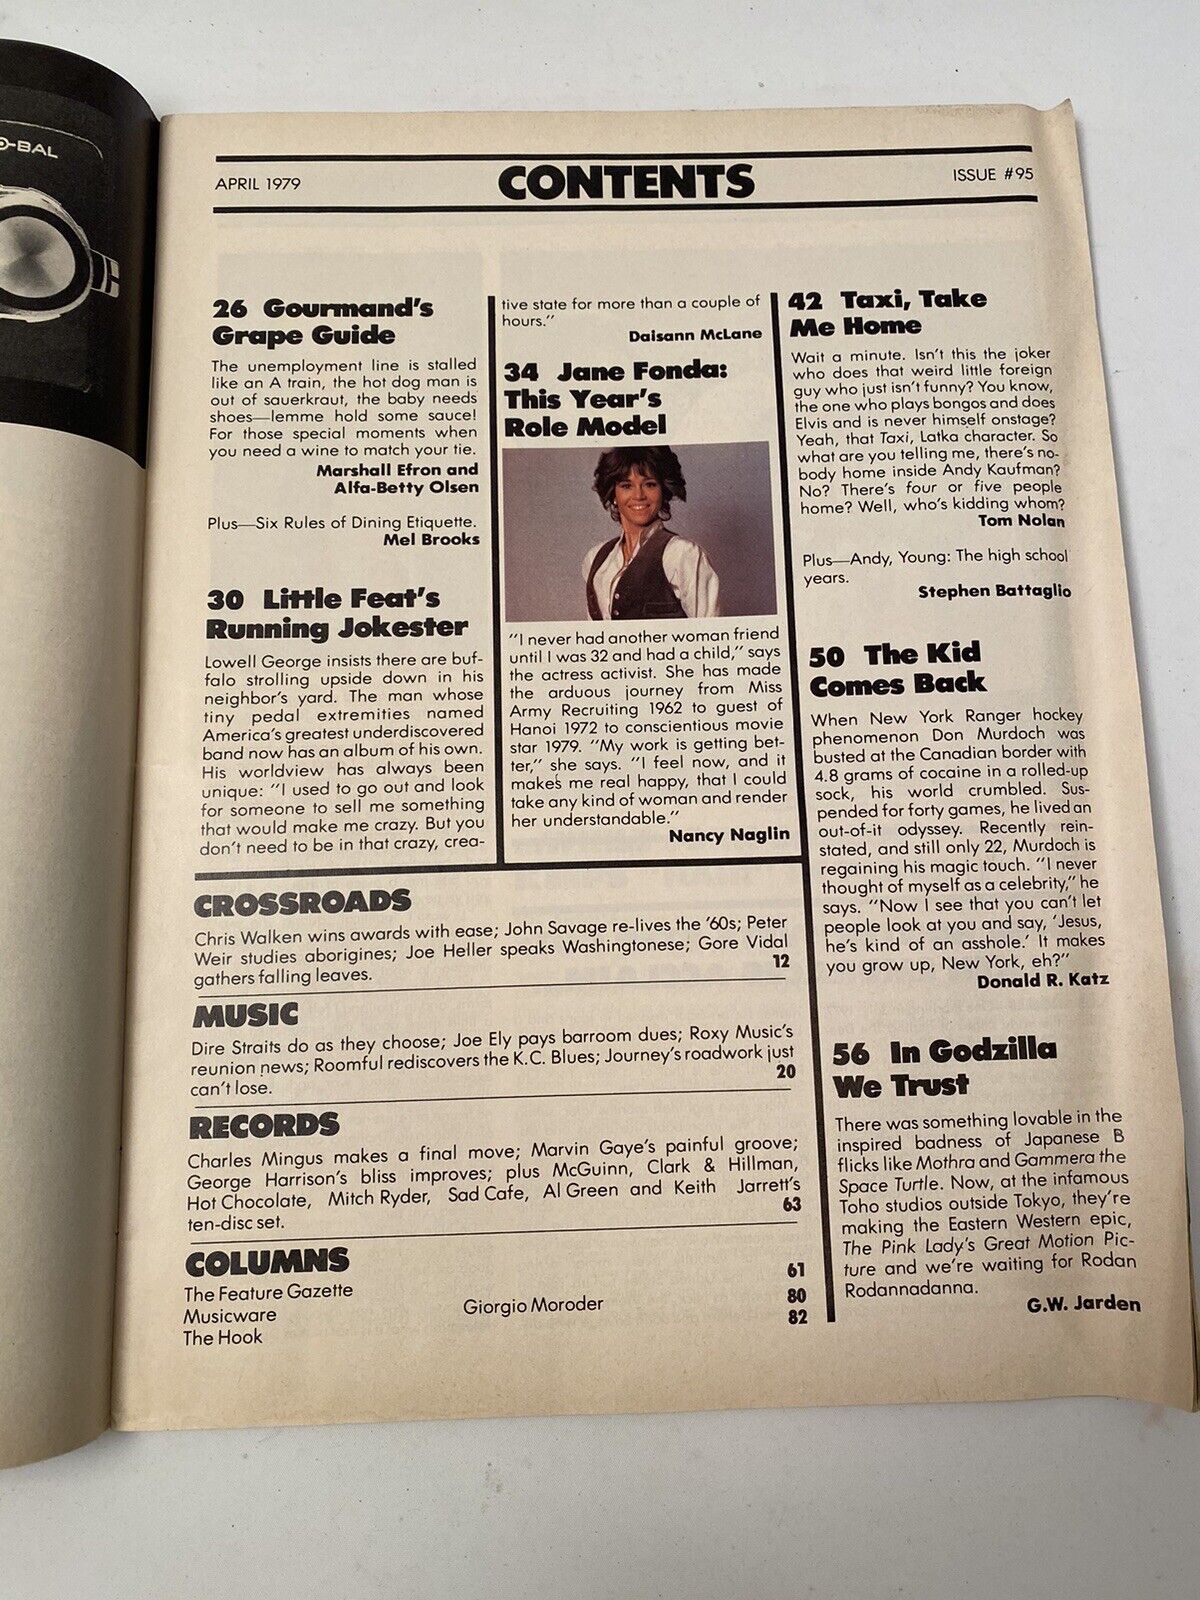 O-BAL
APRIL 1979
CONTENTS
ISSUE #95
26 Gourmand's
Grape Guide
The unemployment line is stalled
like an A train, the hot dog man is
out of sauerkraut, the baby needs
shoes—lemme hold some sauce!
For those special moments when
you need a wine to match your tie.
Marshall Efron and
Alfa-Betty Olsen
Plus—Six Rules of Dining Etiquette.
Mel Brooks
30 Little Feat's
Running Jokester
Lowell George insists there are buf-
falo strolling upside down in his
neighbor's yard. The man whose
tiny pedal extremities named
America's greatest underdiscovered
band now has an album of his own.
His worldview has always been
unique: "I used to go out and look
for someone to sell me something
that would make me crazy. But you
don't need to be in that crazy, crea-
tive state for more than a couple of
hours."
Daisann McLane
34 Jane Fonda:
This Year's
Role Model
"I never had another woman friend
until I was 32 and had a child," says
the actress activist. She has made
the arduous journey from Miss
Army Recruiting 1962 to guest of
Hanoi 1972 to conscientious movie
star 1979. "My work is getting bet-
ter," she says. "I feel now, and it
makes me real happy, that I could
take any kind of woman and render
her understandable."
Nancy Naglin
42 Taxi, Take
Me Home
Wait a minute. Isn't this the joker
who does that weird little foreign
guy who just isn't funny? You know,
the one who plays bongos and does
Elvis and is never himself onstage?
Yeah, that Taxi, Latka character. So
what are you telling me, there's no-
body home inside Andy Kaufman?
No? There's four or five people
home? Well, who's kidding whom?
Tom Nolan
Plus—Andy, Young: The high school
years.
Stephen Battaglio
50 The Kid
Comes Back
When New York Ranger hockey
phenomenon Don Murdoch was
busted at the Canadian border with
4.8 grams of cocaine in a rolled-up
sock, his world crumbled. Sus-
pended for forty games, he lived an
out-of-it odyssey. Recently rein-
stated, and still only 22, Murdoch is
regaining his magic touch. "I never
thought of myself as a celebrity," he
says. "Now I see that you can't let
people look at you and say, 'Jesus,
he's kind of an asshole.' It makes
you grow up, New York, eh?"
Donald R. Katz
56 In Godzilla
We Trust
There was something lovable in the
inspired badness of Japanese B
flicks like Mothra and Gammera the
Space Turtle. Now, at the infamous
Toho studios outside Tokyo, they're
making the Eastern Western epic,
The Pink Lady's Great Motion Pic-
ture and we're waiting for Rodan
Rodannadanna.
G.W. Jarden
CROSSROADS
Chris Walken wins awards with ease; John Savage re-lives the '60s; Peter
Weir studies aborigines; Joe Heller speaks Washingtonese; Gore Vidal
gathers falling leaves. 12
MUSIC
Dire Straits do as they choose; Joe Ely pays barroom dues; Roxy Music's
reunion news; Roomful rediscovers the K.C. Blues; Journey's roadwork just
can't lose. 20
RECORDS
Charles Mingus makes a final move; Marvin Gaye's painful groove;
George Harrison's bliss improves; plus McGuinn, Clark & Hillman,
Hot Chocolate, Mitch Ryder, Sad Cafe, Al Green and Keith Jarrett's
ten-disc set. 63
COLUMNS
The Feature Gazette 61
Musicware Giorgio Moroder 80
The Hook 82